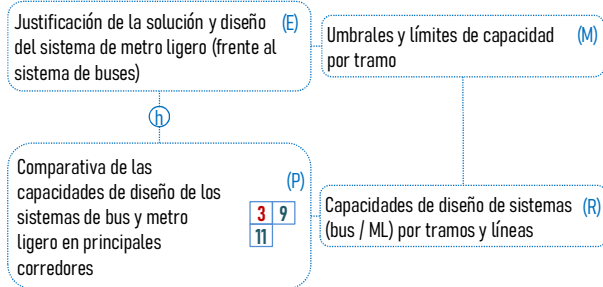 Justificación de la solución y diseño (E)
del sistema de metro ligero (frente al
sistema de buses)
Umbrales y límites de capacidad (M)
por tramo
h
Comparativa de las
capacidades de diseño de los (P)
sistemas de bus y metro
ligero en principales
corredores
3 9
11
Capacidades de diseño de sistemas (R)
(bus / ML) por tramos y líneas